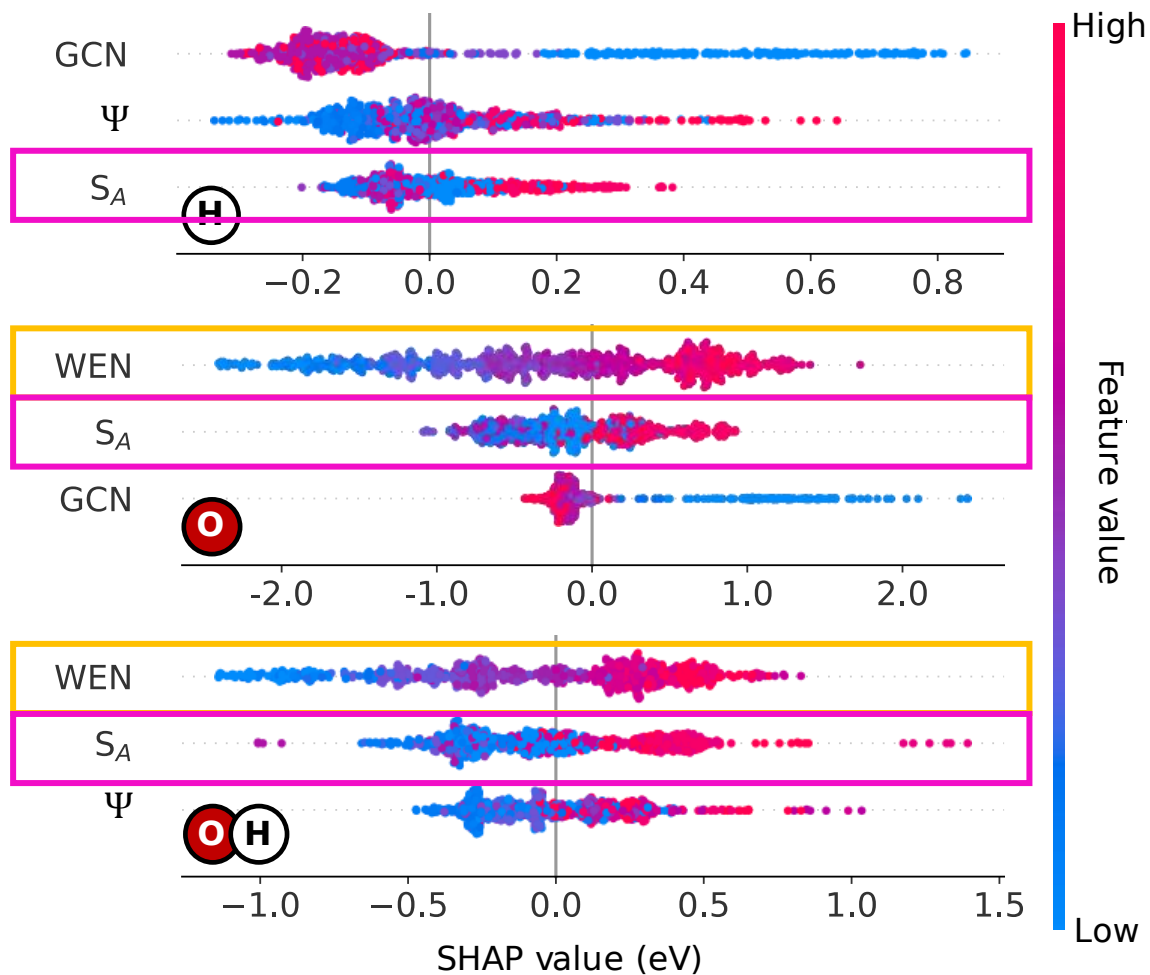 High
GCN
Ψ
S_A
H
−0.2 0.0 0.2 0.4 0.6 0.8
WEN
S_A
GCN
O
-2.0 -1.0 0.0 1.0 2.0
Feature value
WEN
S_A
Ψ
O H
−1.0 −0.5 0.0 0.5 1.0 1.5
Low
SHAP value (eV)